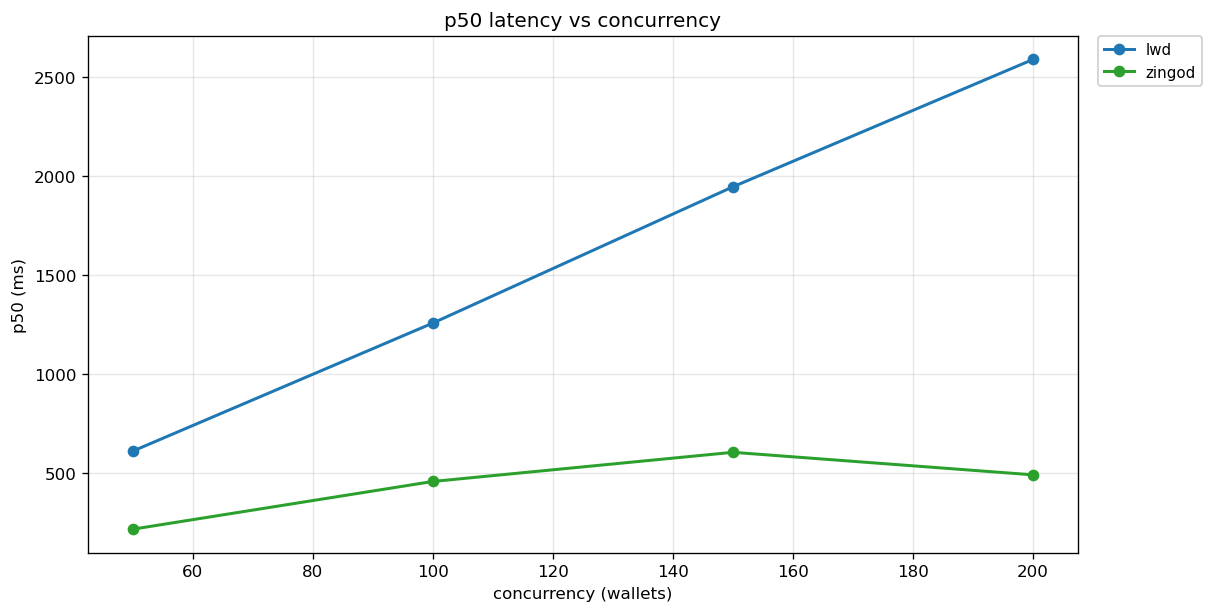 p50 latency vs concurrency
lwd
zingod
p50 (ms)
2500
2000
1500
1000
500
60 80 100 120 140 160 180 200
concurrency (wallets)